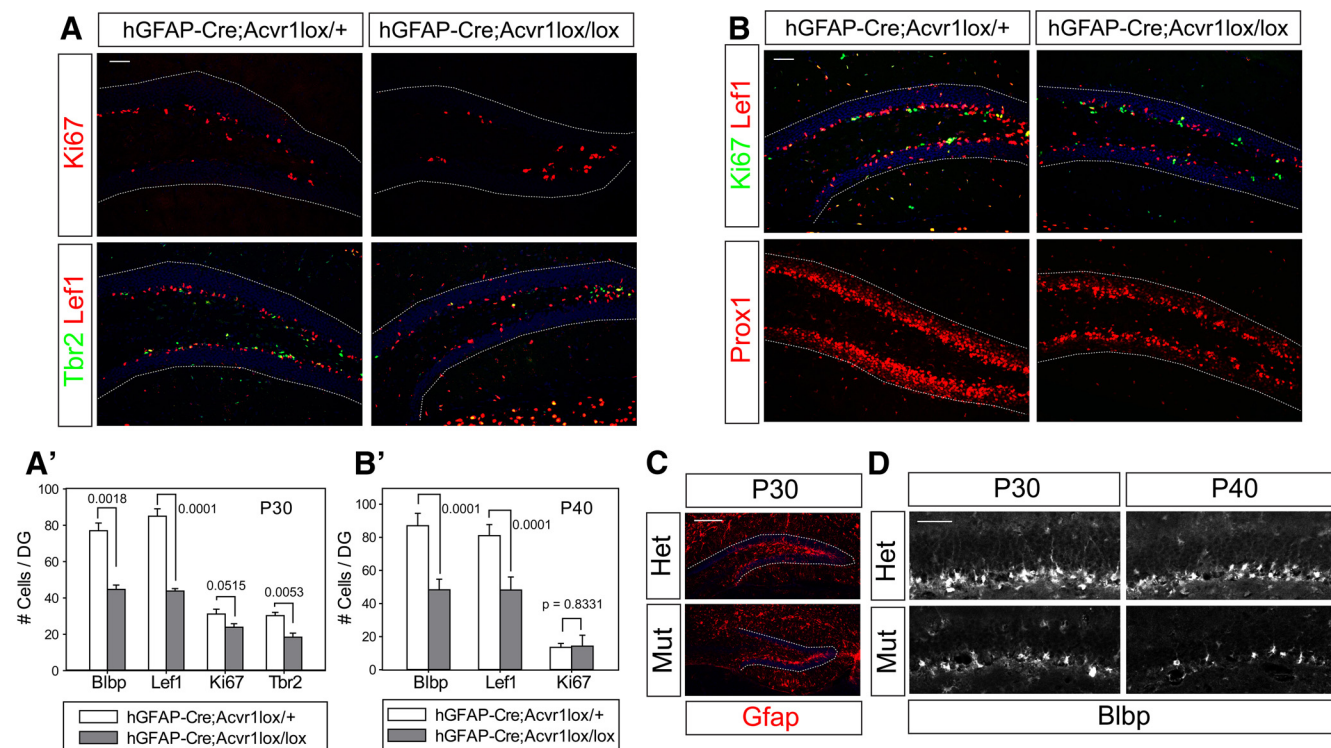 A
hGFAP-Cre;Acvr1lox/+
hGFAP-Cre;Acvr1lox/lox
Ki67
Tbr2 Lef1
B
hGFAP-Cre;Acvr1lox/+
hGFAP-Cre;Acvr1lox/lox
Ki67 Lef1
Prox1
A'
# Cells / DG
100
80
60
40
20
0
P30
0.0018
0.0001
0.0515
0.0053
Blbp Lef1 Ki67 Tbr2
hGFAP-Cre;Acvr1lox/+
hGFAP-Cre;Acvr1lox/lox
B'
# Cells / DG
100
80
60
40
20
0
P40
0.0001
0.0001
p = 0.8331
Blbp Lef1 Ki67
hGFAP-Cre;Acvr1lox/+
hGFAP-Cre;Acvr1lox/lox
C
P30
Het
Mut
Gfap
D
P30 P40
Het
Mut
Blbp